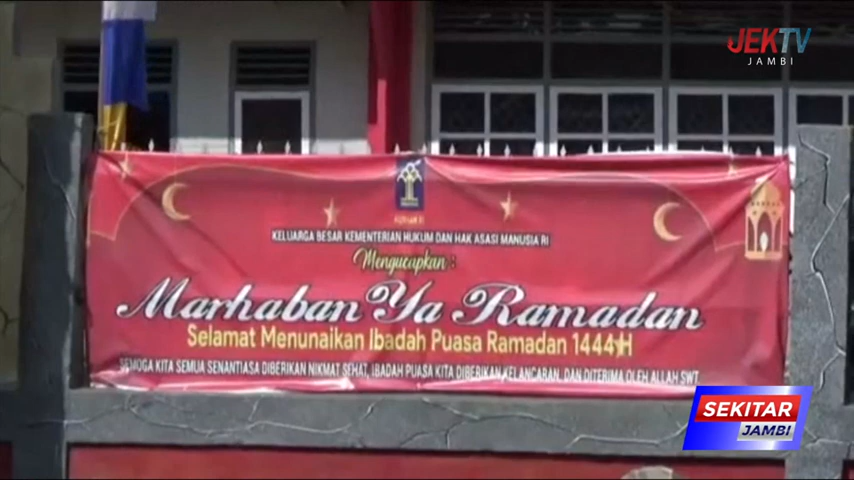 JEKTV
JAMBI
KELUARGA BESAR KEMENTERIAN HUKUM DAN HAK ASASI MANUSIA RI
Mengucapkan :
Marhaban Ya Ramadan
Selamat Menunaikan Ibadah Puasa Ramadan 1444 H
SEMOGA KITA SEMUA SENANTIASA DIBERIKAN NIKMAT SEHAT, IBADAH PUASA KITA DIBERIKAN KELANCARAN, DAN DITERIMA OLEH ALLAH SWT
SEKITAR
JAMBI